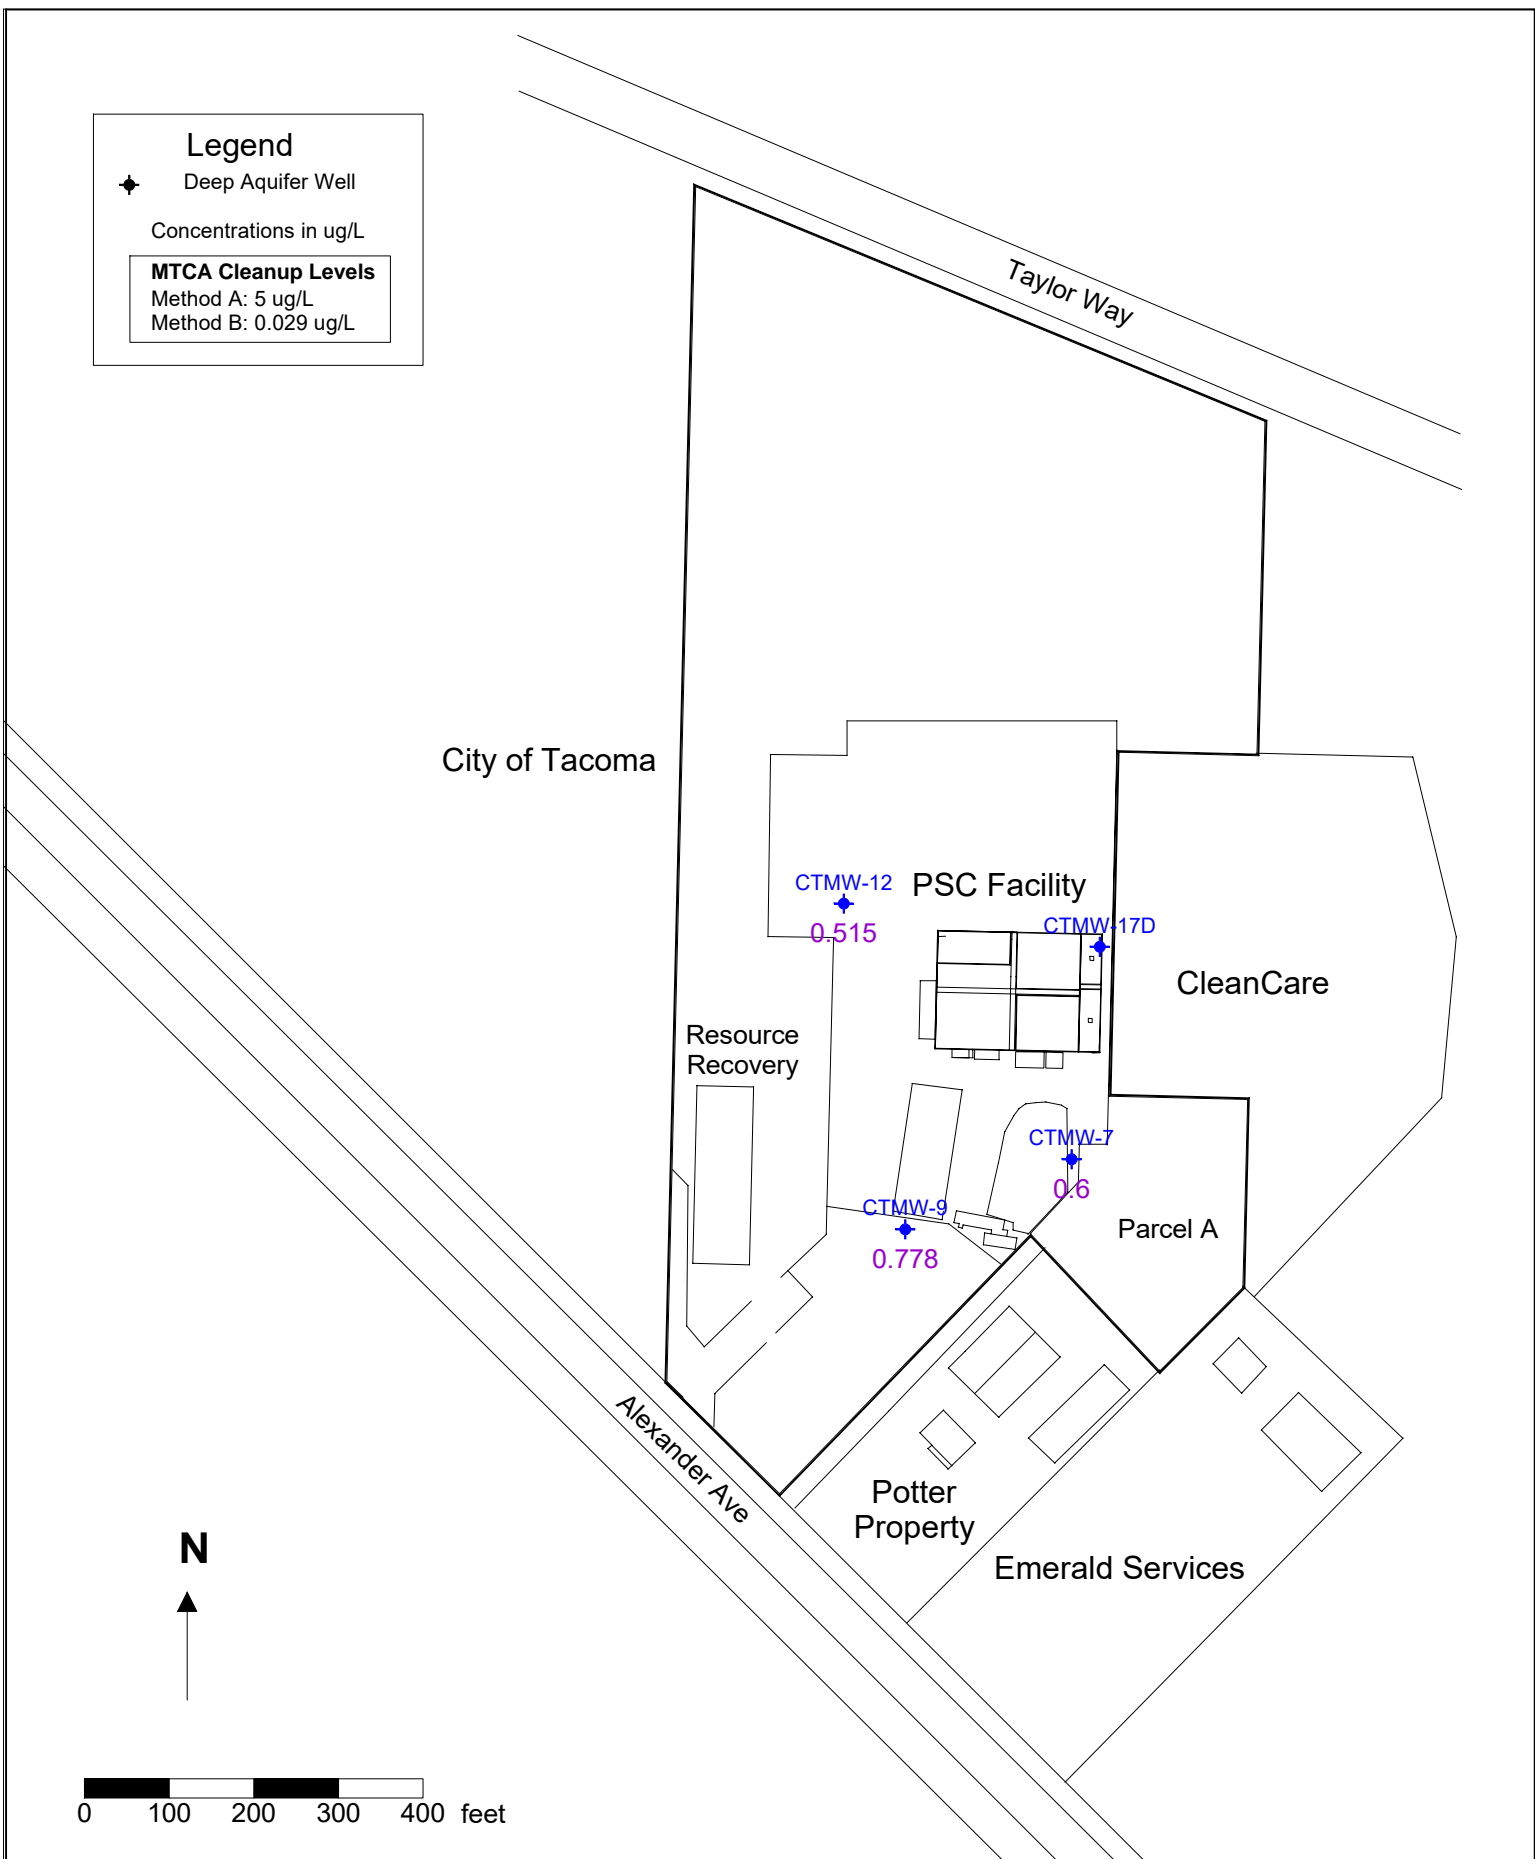 Legend
Deep Aquifer Well
Concentrations in ug/L
MTCA Cleanup Levels
Method A: 5 ug/L
Method B: 0.029 ug/L
Taylor Way
City of Tacoma
CTMW-12
PSC Facility
0.515
CTMW-17D
CleanCare
Resource
Recovery
CTMW-7
0.6
CTMW-9
0.778
Parcel A
Alexander Ave
Potter
Property
Emerald Services
N
0 100 200 300 400 feet